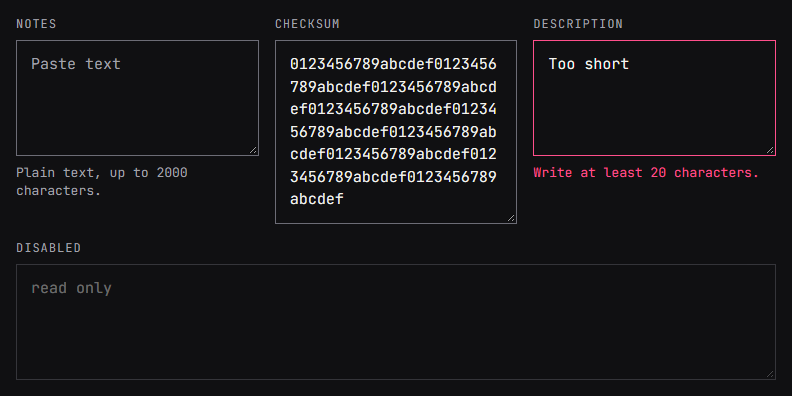 NOTES
Paste text
Plain text, up to 2000
characters.
CHECKSUM
0123456789abcdef0123456
789abcdef0123456789abcd
ef0123456789abcdef01234
56789abcdef0123456789ab
cdef0123456789abcdef012
3456789abcdef0123456789
abcdef
DESCRIPTION
Too short
Write at least 20 characters.
DISABLED
read only